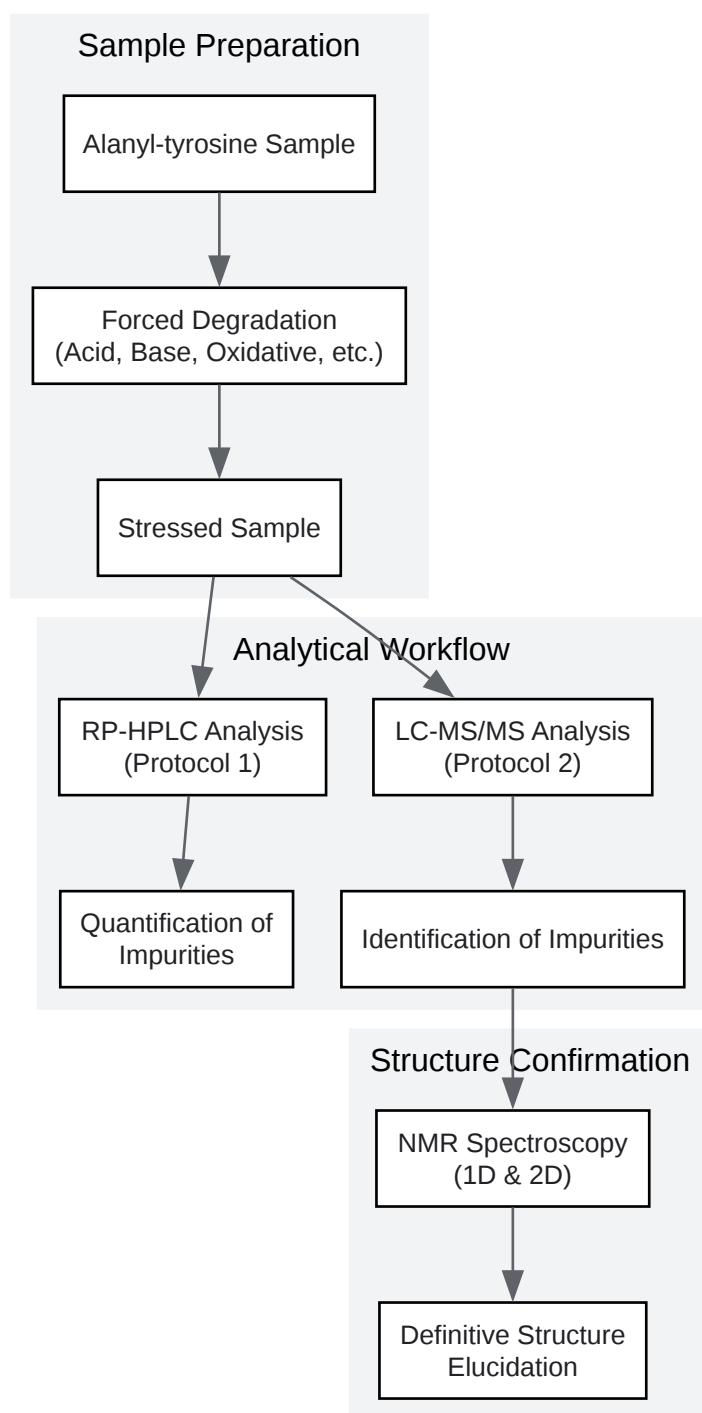 Sample Preparation
Alanyl-tyrosine Sample
Forced Degradation
(Acid, Base, Oxidative, etc.)
Stressed Sample
Analytical Workflow
RP-HPLC Analysis
(Protocol 1)
LC-MS/MS Analysis
(Protocol 2)
Quantification of
Impurities
Identification of Impurities
Structure Confirmation
NMR Spectroscopy
(1D & 2D)
Definitive Structure
Elucidation